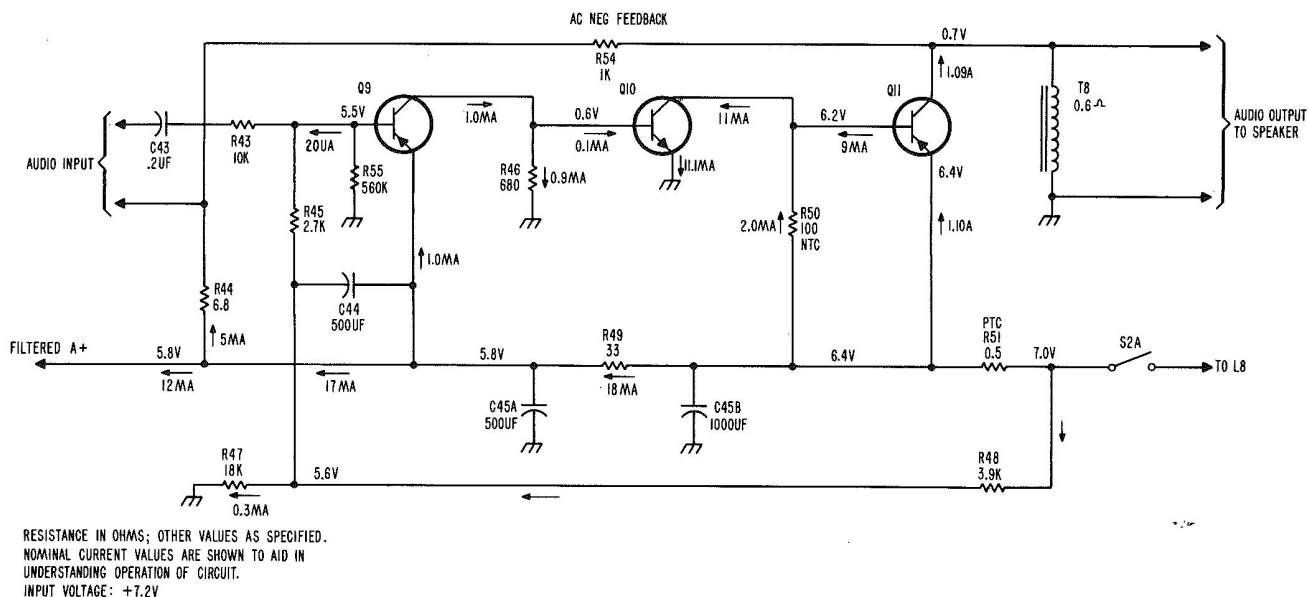 AC NEG FEEDBACK
R54
1K
0.7V
Q9
Q10
Q11
1.09A
T8
0.6Ω
AUDIO OUTPUT
TO SPEAKER
AUDIO INPUT
C43
.2UF
R43
10K
5.5V
20UA
R55
560K
1.0MA
0.6V
0.1MA
R46
680
0.9MA
11.1MA
11MA
6.2V
9MA
6.4V
R45
2.7K
1.0MA
2.0MA
R50
100
NTC
1.10A
R44
6.8
5MA
C44
500UF
FILTERED A+
5.8V
12MA
17MA
5.8V
R49
33
18MA
6.4V
PTC
R51
0.5
7.0V
S2A
TO L8
C45A
500UF
C45B
1000UF
R47
18K
0.3MA
5.6V
R48
3.9K
RESISTANCE IN OHMS; OTHER VALUES AS SPECIFIED.
NOMINAL CURRENT VALUES ARE SHOWN TO AID IN
UNDERSTANDING OPERATION OF CIRCUIT.
INPUT VOLTAGE: +7.2V